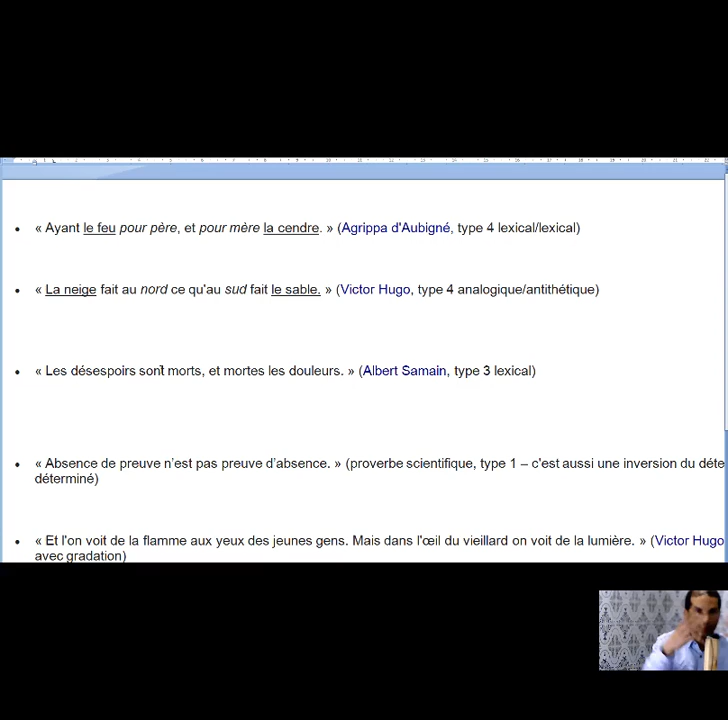 « Ayant le feu pour père, et pour mère la cendre. » (Agrippa d'Aubigné, type 4 lexical/lexical)
« La neige fait au nord ce qu'au sud fait le sable. » (Victor Hugo, type 4 analogique/antithétique)
« Les désespoirs sont morts, et mortes les douleurs. » (Albert Samain, type 3 lexical)
« Absence de preuve n’est pas preuve d’absence. » (proverbe scientifique, type 1 – c'est aussi une inversion du déte
déterminé)
« Et l'on voit de la flamme aux yeux des jeunes gens. Mais dans l'œil du vieillard on voit de la lumière. » (Victor Hugo
avec gradation)